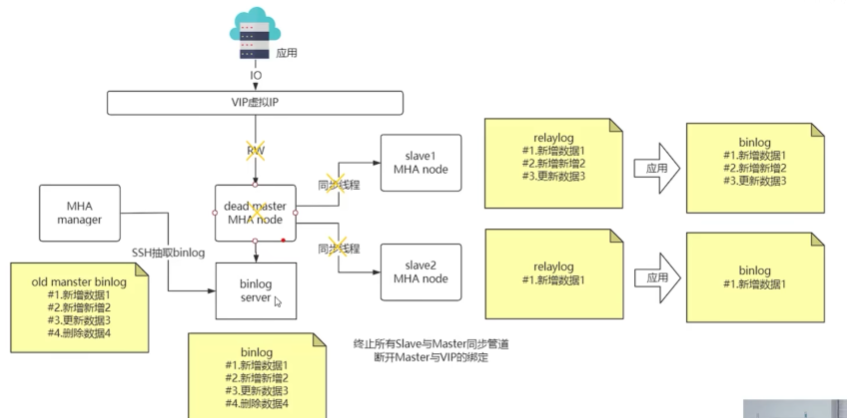 应用
IO
VIP虚拟IP
RW
slave1
MHA node
同步线程
MHA
manager
dead master
MHA node
SSH抽取binlog
同步线程
slave2
MHA node
binlog
server
old manster binlog
#1.新增数据1
#2.新增新增2
#3.更新数据3
#4.删除数据4
binlog
#1.新增数据1
#2.新增新增2
#3.更新数据3
#4.删除数据4
终止所有Slave与Master同步管道
断开Master与VIP的绑定
relaylog
#1.新增数据1
#2.新增新增2
#3.更新数据3
应用
binlog
#1.新增数据1
#2.新增新增2
#3.更新数据3
relaylog
#1.新增数据1
应用
binlog
#1.新增数据1